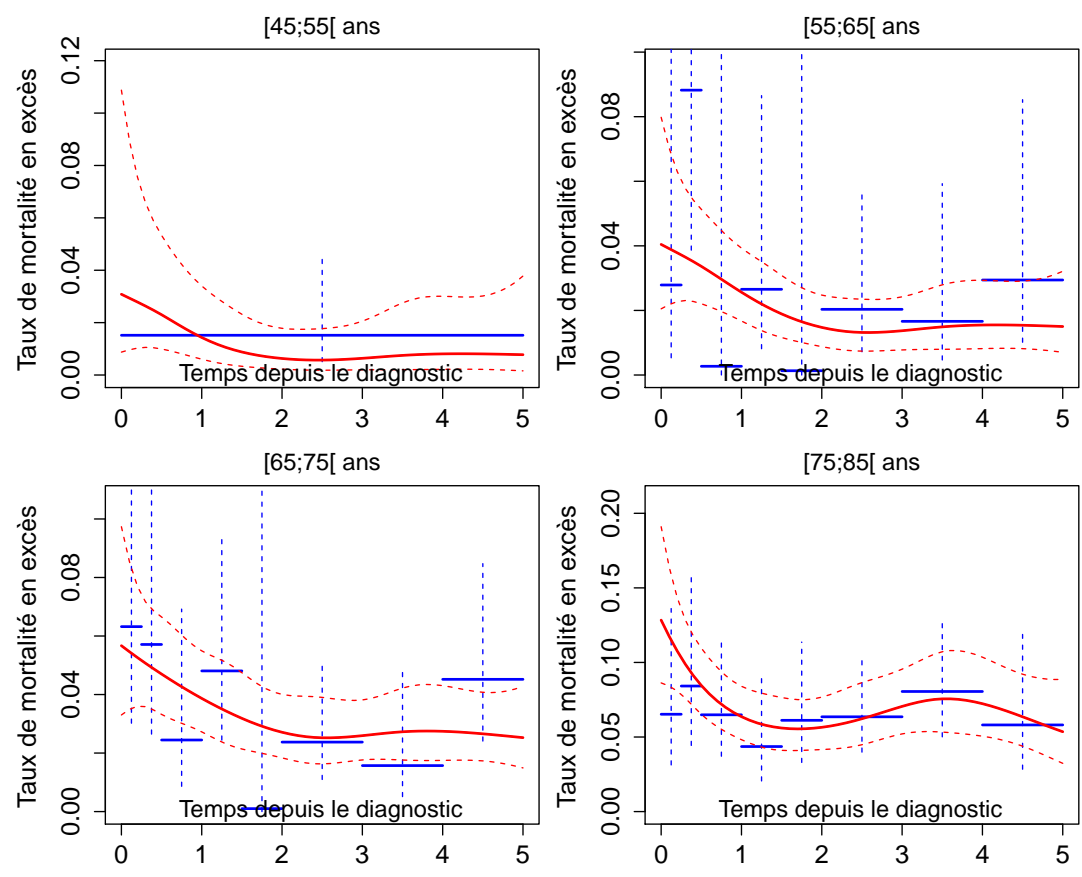 [45;55[ ans
Taux de mortalité en excès
0.00 0.04 0.08 0.12
Temps depuis le diagnostic
0 1 2 3 4 5
[55;65[ ans
Taux de mortalité en excès
0.00 0.04 0.08
Temps depuis le diagnostic
0 1 2 3 4 5
[65;75[ ans
Taux de mortalité en excès
0.00 0.04 0.08
Temps depuis le diagnostic
0 1 2 3 4 5
[75;85[ ans
Taux de mortalité en excès
0.00 0.05 0.10 0.15 0.20
Temps depuis le diagnostic
0 1 2 3 4 5